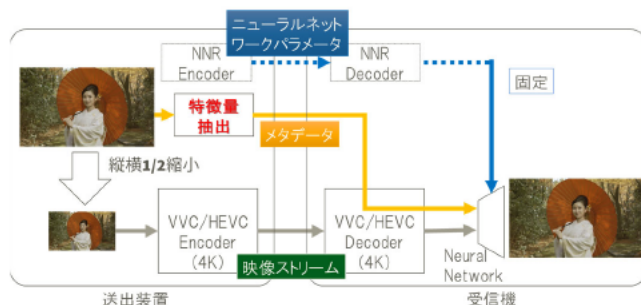 ニューラルネット
ワークパラメータ
NNR
Encoder
NNR
Decoder
固定
特徴量
抽出
メタデータ
縦横1/2縮小
VVC/HEVC
Encoder
(4K)
VVC/HEVC
Decoder
(4K)
映像ストリーム
Neural
Network
送出装置
受信機